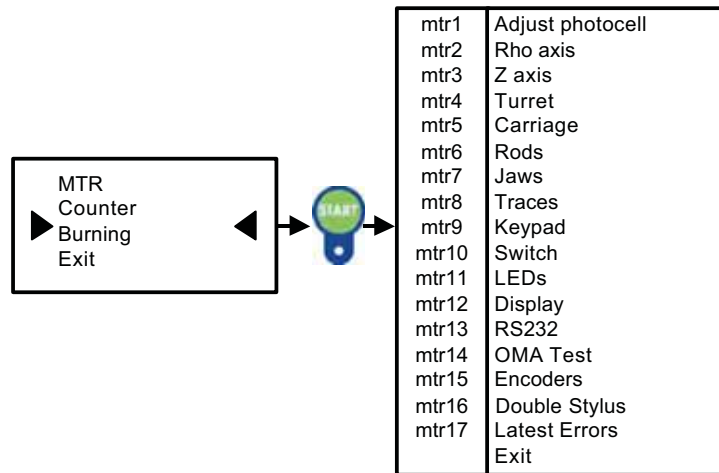 MTR
Counter
Burning
Exit
START
mtr1 Adjust photocell
mtr2 Rho axis
mtr3 Z axis
mtr4 Turret
mtr5 Carriage
mtr6 Rods
mtr7 Jaws
mtr8 Traces
mtr9 Keypad
mtr10 Switch
mtr11 LEDs
mtr12 Display
mtr13 RS232
mtr14 OMA Test
mtr15 Encoders
mtr16 Double Stylus
mtr17 Latest Errors
Exit